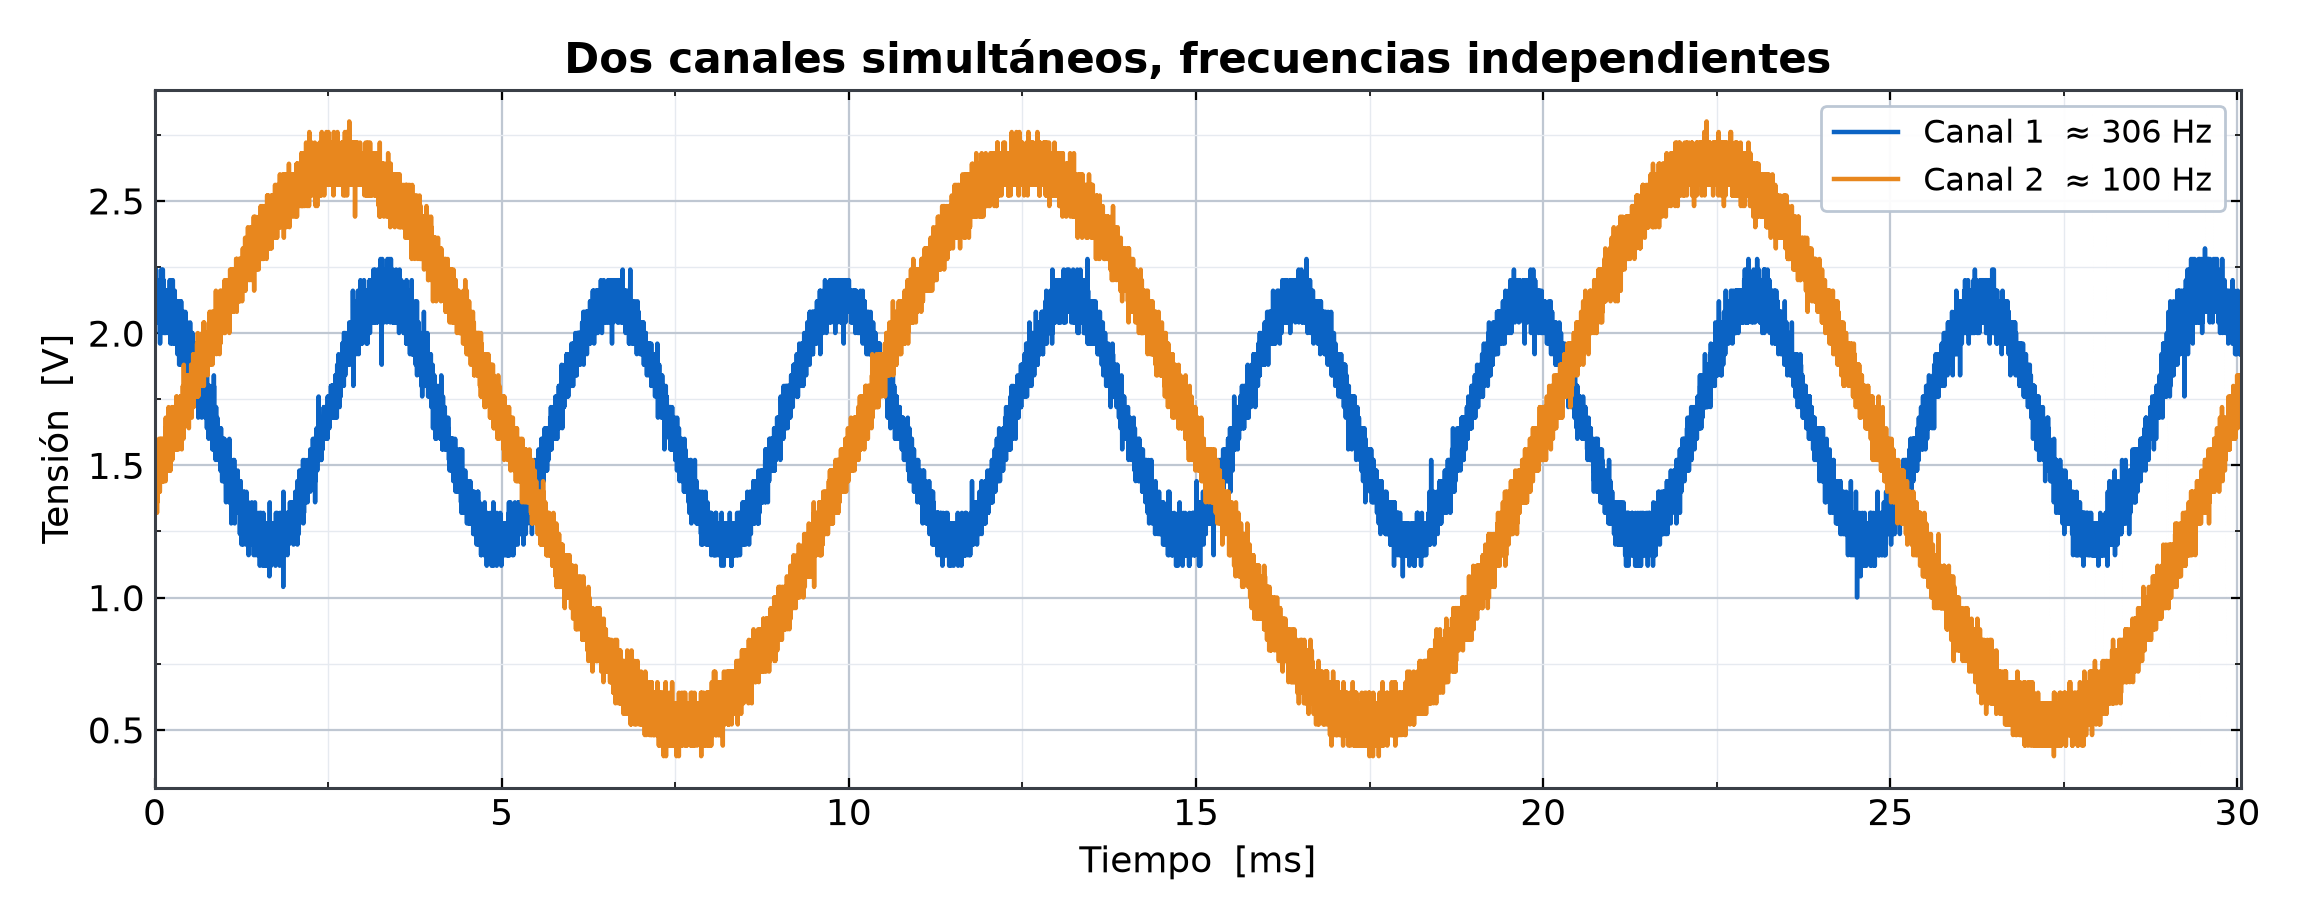 Dos canales simultáneos, frecuencias independientes
Canal 1 ≈ 306 Hz
Canal 2 ≈ 100 Hz
Tensión [V]
2.5
2.0
1.5
1.0
0.5
0 5 10 15 20 25 30
Tiempo [ms]